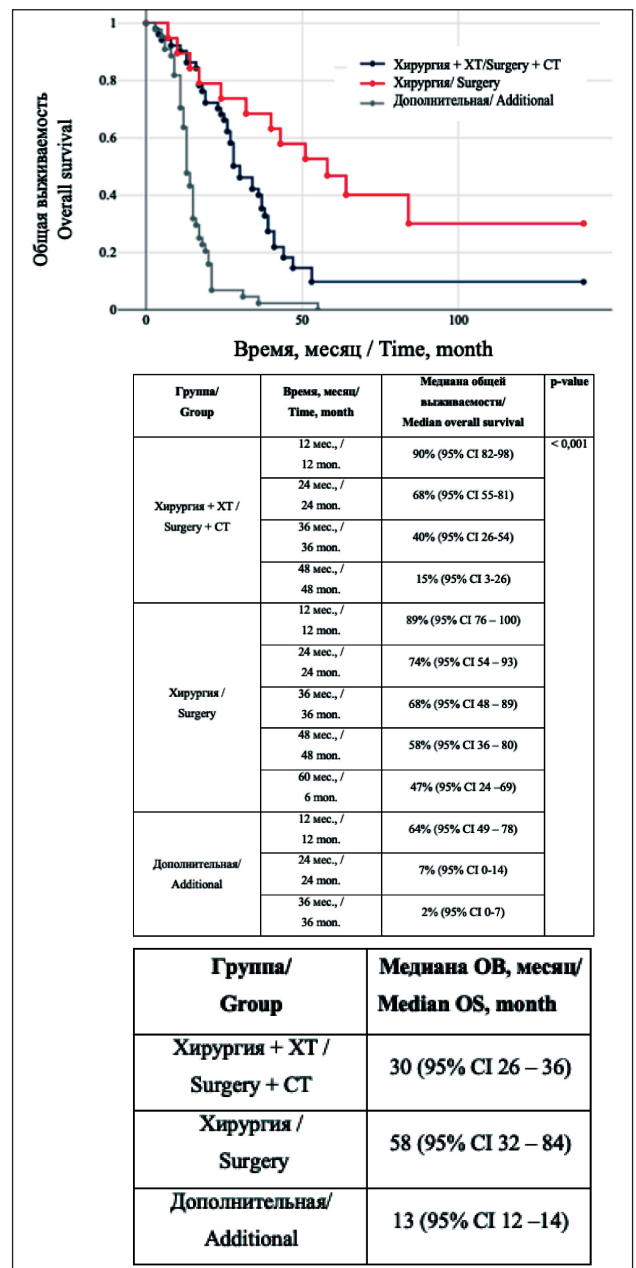 Общая выживаемость
Overall survival
1
0.8
0.6
0.4
0.2
0
Хирургия + ХТ/Surgery + CT
Хирургия/ Surgery
Дополнительная/ Additional
0
50
100
Время, месяц / Time, month
Группа/
Group
Время, месяц/
Time, month
Медиана общей
выживаемости/
Median overall survival
p-value
Хирургия + ХТ /
Surgery + CT
12 мес., /
12 mon.
90% (95% CI 82-98)
< 0,001
24 мес., /
24 mon.
68% (95% CI 55-81)
36 мес., /
36 mon.
40% (95% CI 26-54)
48 мес., /
48 mon.
15% (95% CI 3-26)
Хирургия /
Surgery
12 мес., /
12 mon.
89% (95% CI 76 – 100)
24 мес., /
24 mon.
74% (95% CI 54 – 93)
36 мес., /
36 mon.
68% (95% CI 48 – 89)
48 мес., /
48 mon.
58% (95% CI 36 – 80)
60 мес., /
6 mon.
47% (95% CI 24 –69)
Дополнительная/
Additional
12 мес., /
12 mon.
64% (95% CI 49 – 78)
24 мес., /
24 mon.
7% (95% CI 0-14)
36 мес., /
36 mon.
2% (95% CI 0-7)
Группа/
Group
Медиана ОВ, месяц/
Median OS, month
Хирургия + ХТ /
Surgery + CT
30 (95% CI 26 – 36)
Хирургия /
Surgery
58 (95% CI 32 – 84)
Дополнительная/
Additional
13 (95% CI 12 –14)